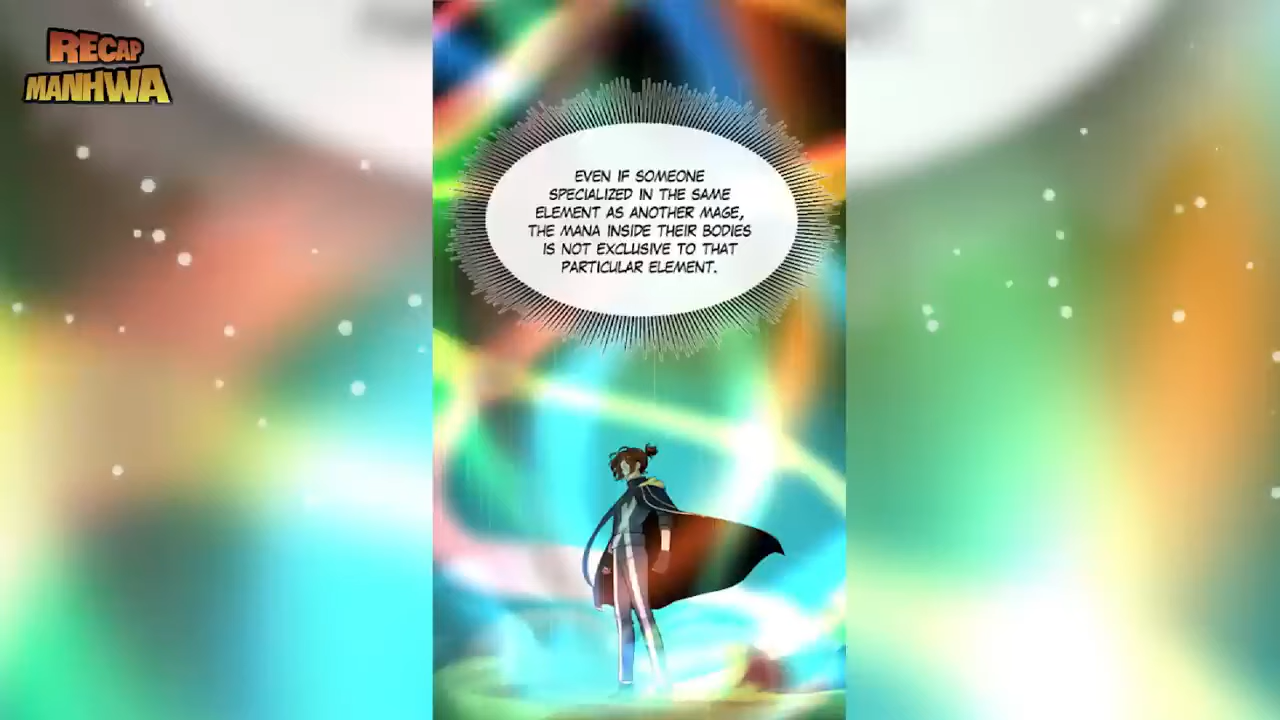 RECAP
MANHWA
EVEN IF SOMEONE
SPECIALIZED IN THE SAME
ELEMENT AS ANOTHER MAGE,
THE MANA INSIDE THEIR BODIES
IS NOT EXCLUSIVE TO THAT
PARTICULAR ELEMENT.